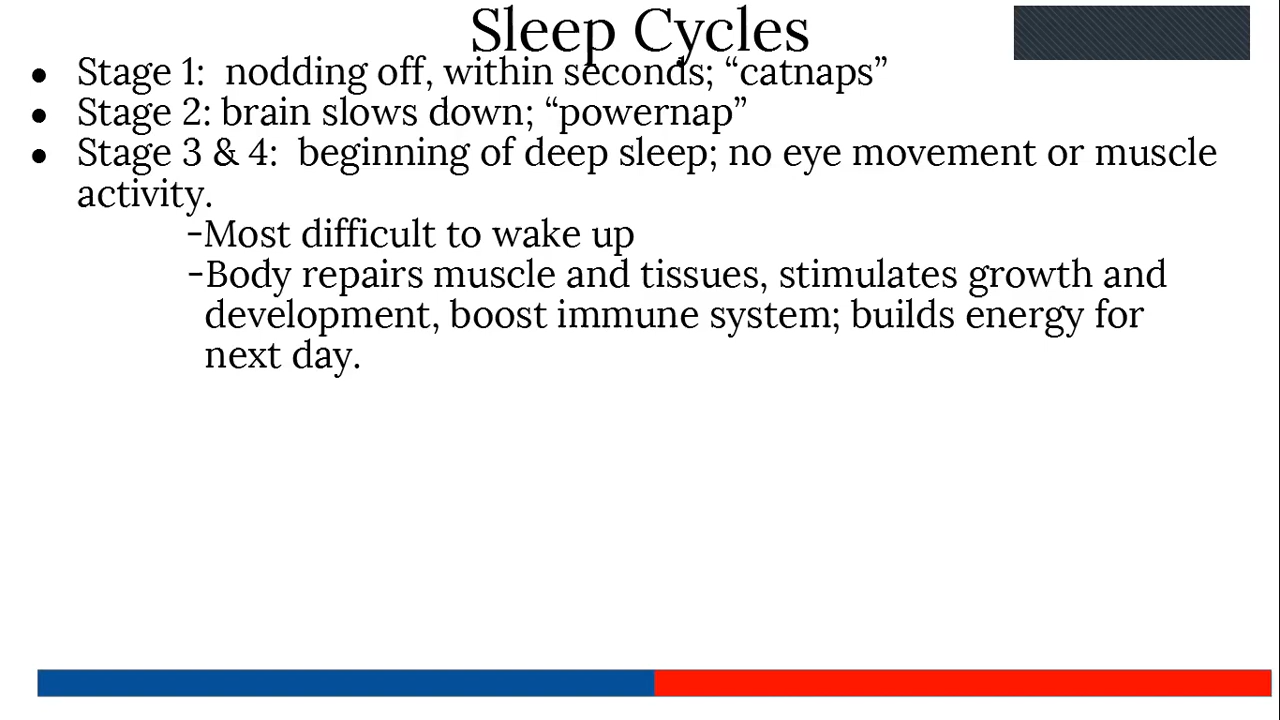 Sleep Cycles
● Stage 1:  nodding off, within seconds; “catnaps”
● Stage 2: brain slows down; “powernap”
● Stage 3 & 4:  beginning of deep sleep; no eye movement or muscle
activity.
-Most difficult to wake up
-Body repairs muscle and tissues, stimulates growth and
development, boost immune system; builds energy for
next day.